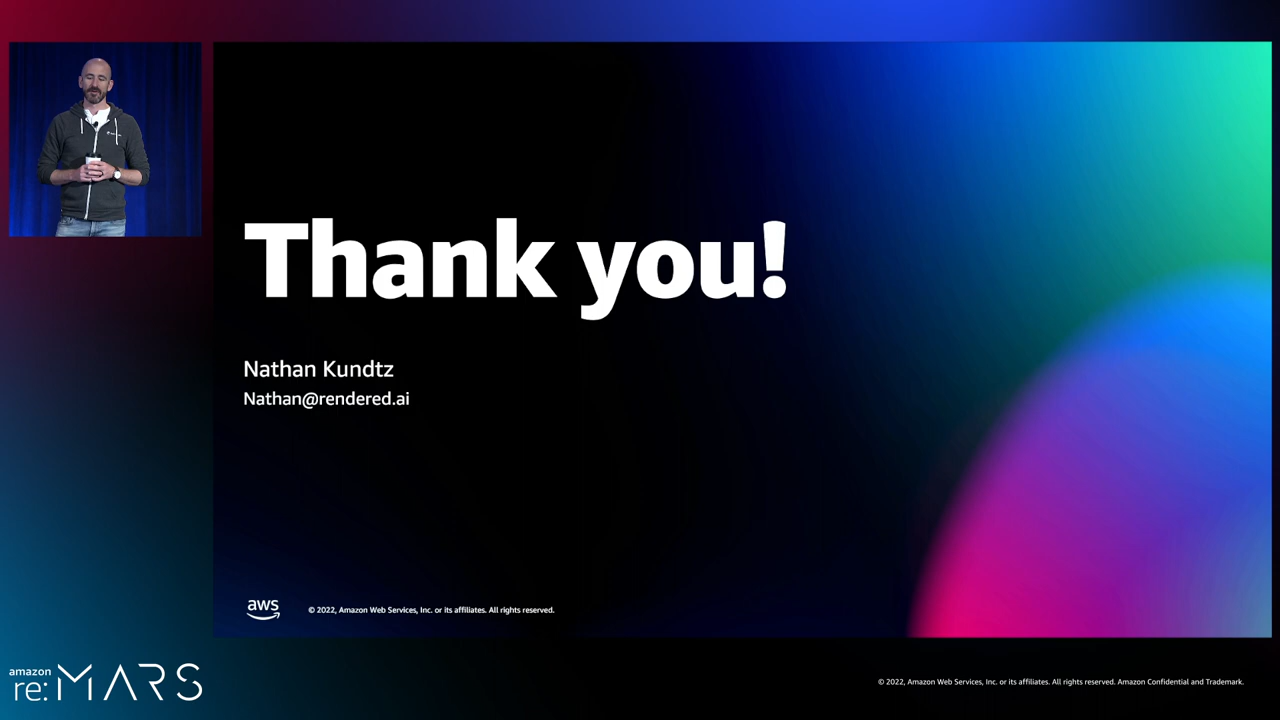 Thank you!
Nathan Kundtz
Nathan@rendered.ai
aws
© 2022, Amazon Web Services, Inc. or its affiliates. All rights reserved.
amazon
re:MARS
© 2022, Amazon Web Services, Inc. or its affiliates. All rights reserved. Amazon Confidential and Trademark.